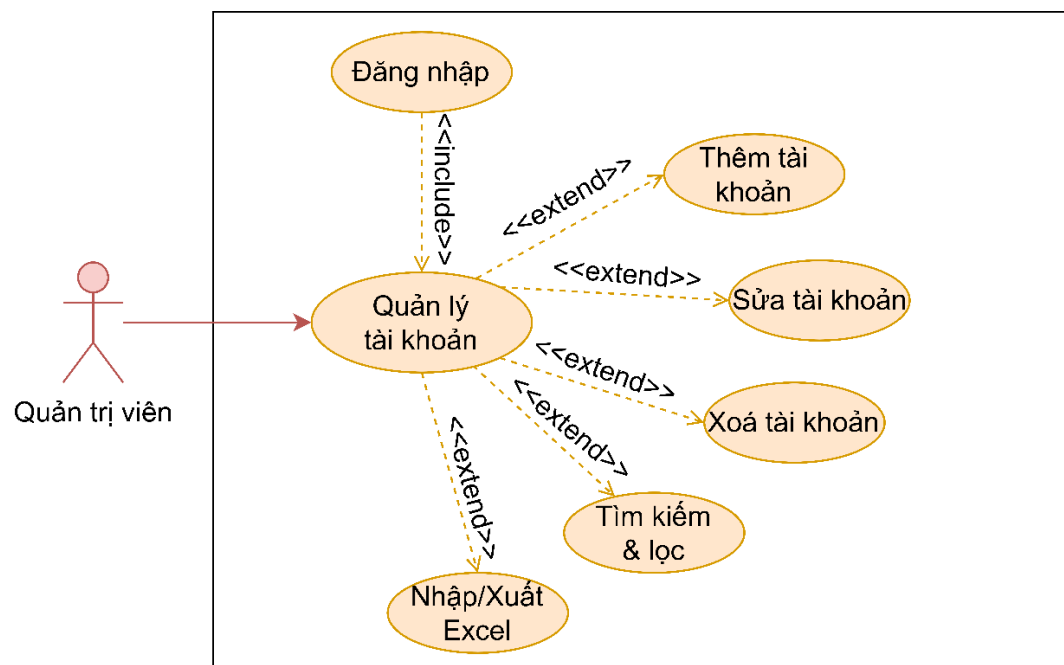 Đăng nhập
<<include>>
<<extend>>
Thêm tài
khoản
<<extend>>
Sửa tài khoản
Quản lý
tài khoản
Quản trị viên
<<extend>>
Xoá tài khoản
<<extend>>
Tìm kiếm
& lọc
<<extend>>
Nhập/Xuất
Excel